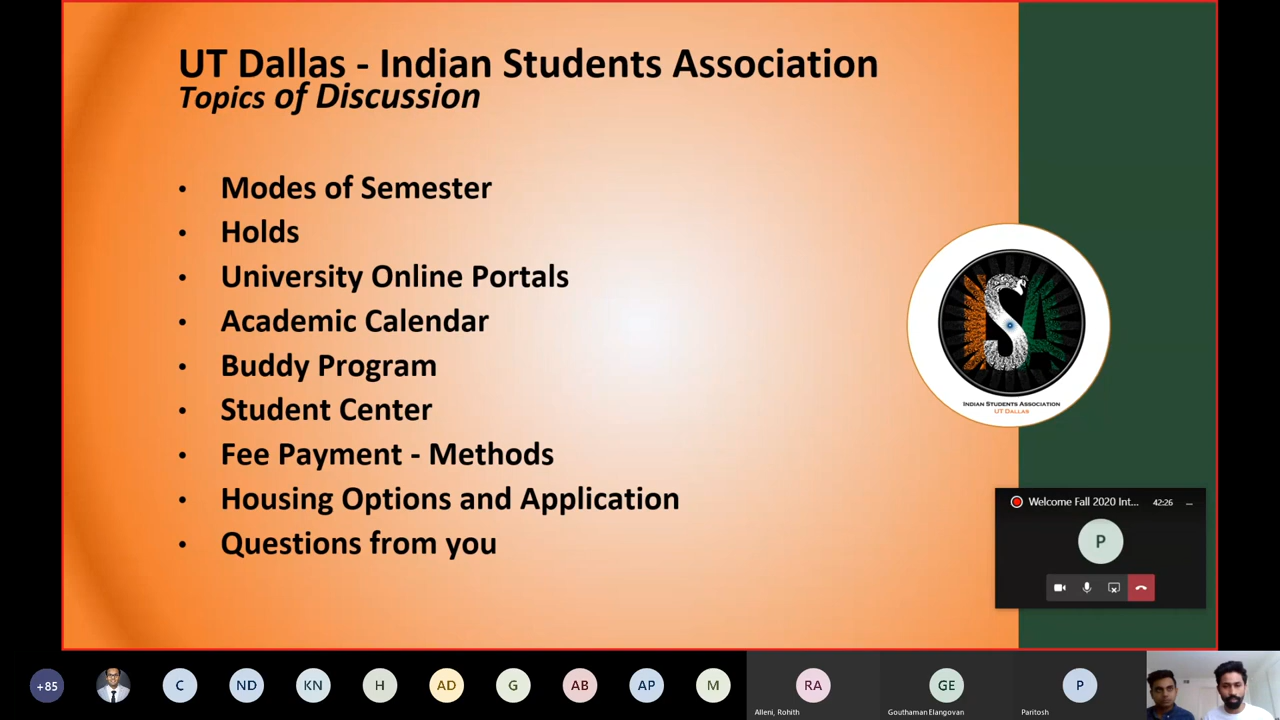 UT Dallas - Indian Students Association
Topics of Discussion
• Modes of Semester
• Holds
• University Online Portals
• Academic Calendar
• Buddy Program
• Student Center
• Fee Payment - Methods
• Housing Options and Application
• Questions from you
ISA
INDIAN STUDENTS ASSOCIATION
UT DALLAS
Welcome Fall 2020 Int... 42:26
P
+85 C ND KN H AD G AB AP M RA GE P
Alleni, Rohith Gouthaman Elangovan Paritosh